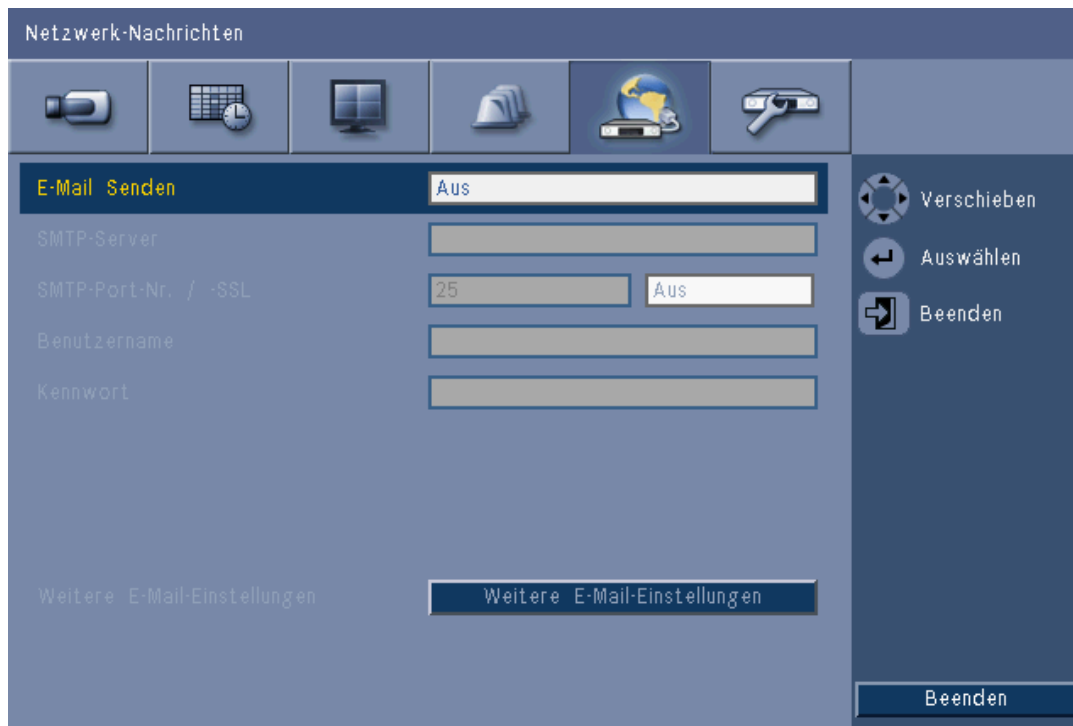 Netzwerk-Nachrichten
E-Mail Senden Aus
SMTP-Server
SMTP-Port-Nr. / -SSL 25 Aus
Benutzername
Kennwort
Weitere E-Mail-Einstellungen Weitere E-Mail-Einstellungen
Verschieben
Auswählen
Beenden
Beenden